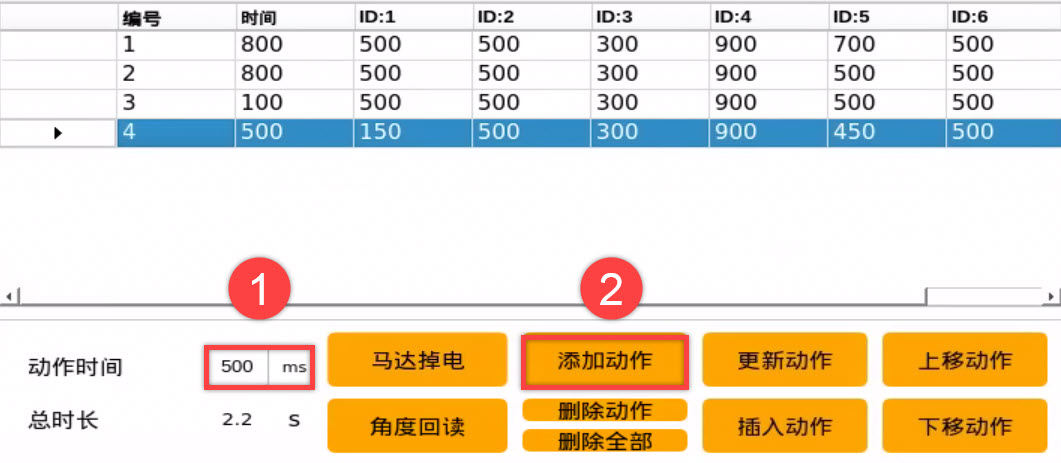 编号 时间 ID:1 ID:2 ID:3 ID:4 ID:5 ID:6
1 800 500 500 300 900 700 500
2 800 500 500 300 900 500 500
3 100 500 500 300 900 500 500
4 500 150 500 300 900 450 500
1 2
动作时间 500 ms 马达掉电 添加动作 更新动作 上移动作
总时长 2.2 S 角度回读 删除动作 插入动作 下移动作
删除全部